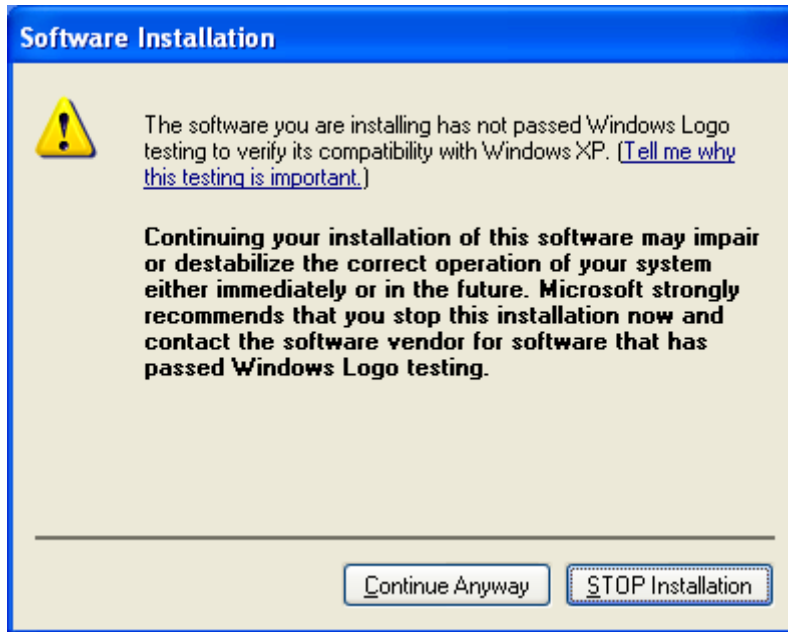 Software Installation
The software you are installing has not passed Windows Logo
testing to verify its compatibility with Windows XP. (Tell me why
this testing is important.)
Continuing your installation of this software may impair
or destabilize the correct operation of your system
either immediately or in the future. Microsoft strongly
recommends that you stop this installation now and
contact the software vendor for software that has
passed Windows Logo testing.
Continue Anyway
STOP Installation